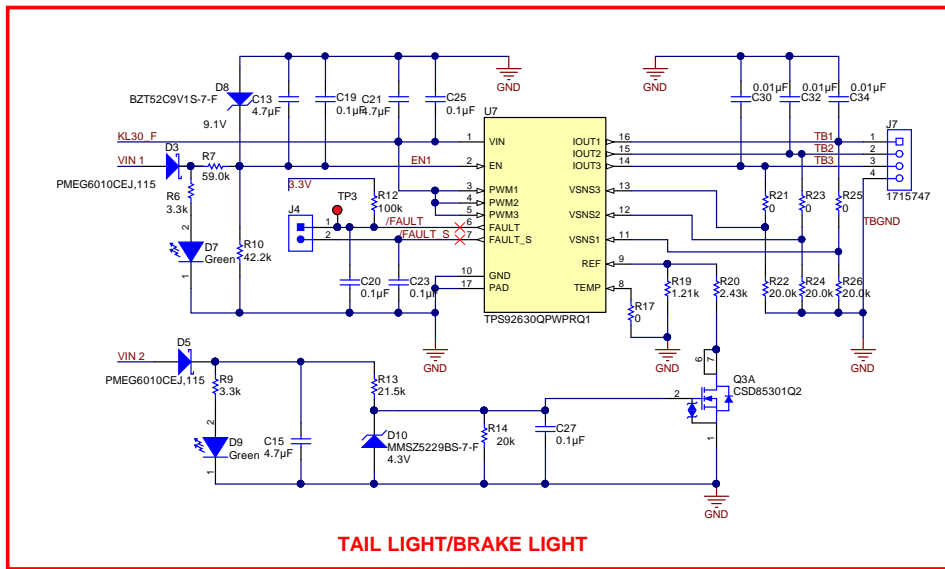 GND
GND
D8
BZT52C9V1S-7-F
9.1V
C13
4.7µF
C19
0.1µF
C21
4.7µF
C25
0.1µF
0.01µF
C30
0.01µF
C32
0.01µF
C34
U7
KL30_F
VIN 1
D3
PMEG6010CEJ,115
R7
59.0k
EN1
R6
3.3k
D7
Green
2
1
R10
42.2k
3.3V
TP3
J4
1
2
R12
100k
/FAULT
/FAULT_S
C20
0.1µF
C23
0.1µF
1 VIN
2 EN
3 PWM1
4 PWM2
5 PWM3
6 FAULT
7 FAULT_S
10 GND
17 PAD
IOUT1 16
IOUT2 15
IOUT3 14
VSNS3 13
VSNS2 12
VSNS1 11
REF 9
TEMP 8
TPS92630QPWPRQ1
TB1
TB2
TB3
J7
1
2
3
4
1715747
TBGND
R21
0
R23
0
R25
0
R17
0
R19
1.21k
R20
2.43k
R22
20.0k
R24
20.0k
R26
20.0k
GND
GND
GND
VIN 2
D5
PMEG6010CEJ,115
R9
3.3k
D9
Green
2
1
C15
4.7µF
R13
21.5k
D10
MMSZ5229BS-7-F
4.3V
R14
20k
C27
0.1µF
6
7
2
1
Q3A
CSD85301Q2
GND
TAIL LIGHT/BRAKE LIGHT